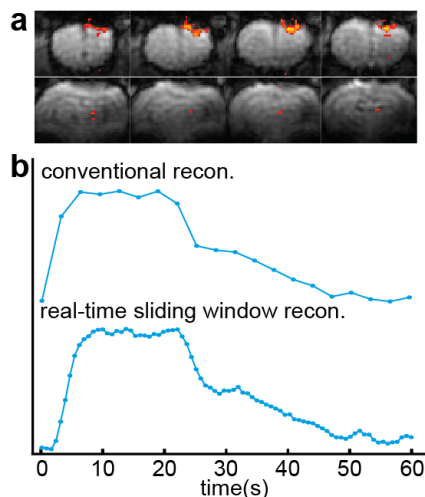 a
b
conventional recon.
real-time sliding window recon.
0 10 20 30 40 50 60
time(s)